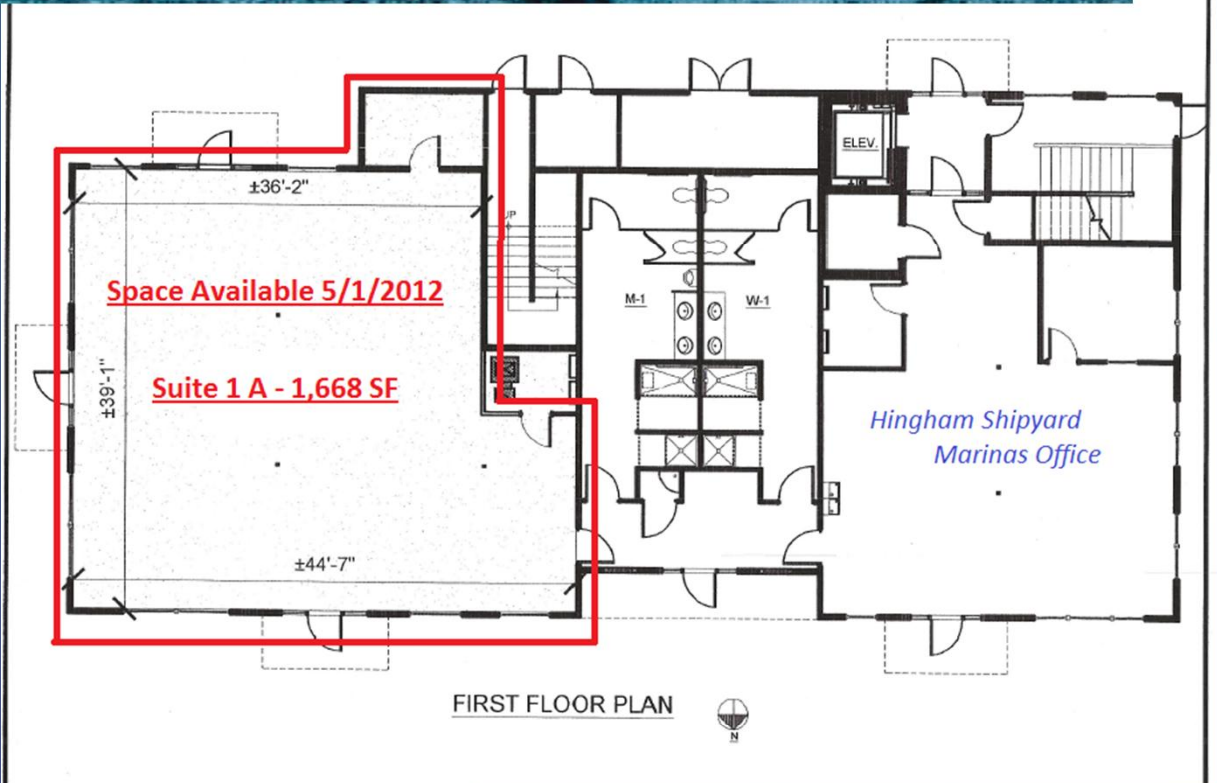 ELEV.
±36'-2"
UP
Space Available 5/1/2012
M-1
W-1
±39'-1"
Suite 1 A - 1,668 SF
Hingham Shipyard
Marinas Office
±44'-7"
FIRST FLOOR PLAN
N